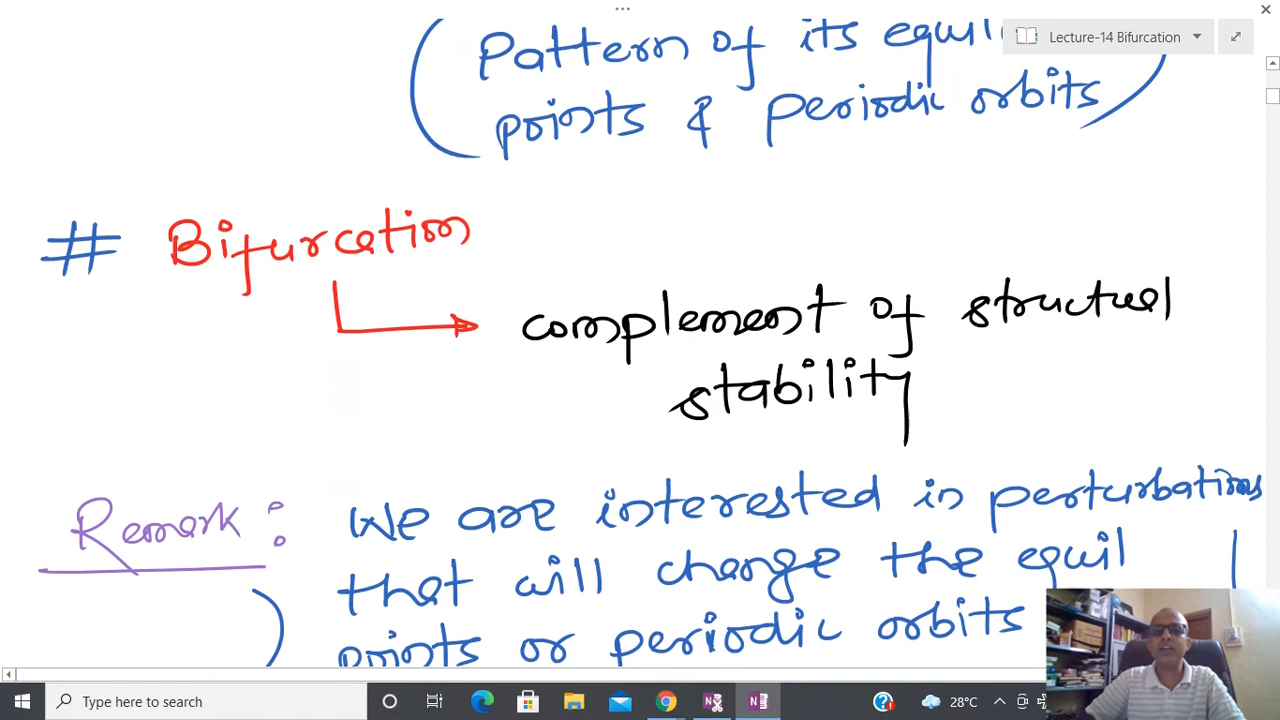 Pattern of its equil
Lecture-14 Bifurcation
points & periodic orbits
# Bifurcation
complement of structual
stability
Remark: We are interested in perturbations
that will change the equil
points or periodic orbits
Type here to search
28°C